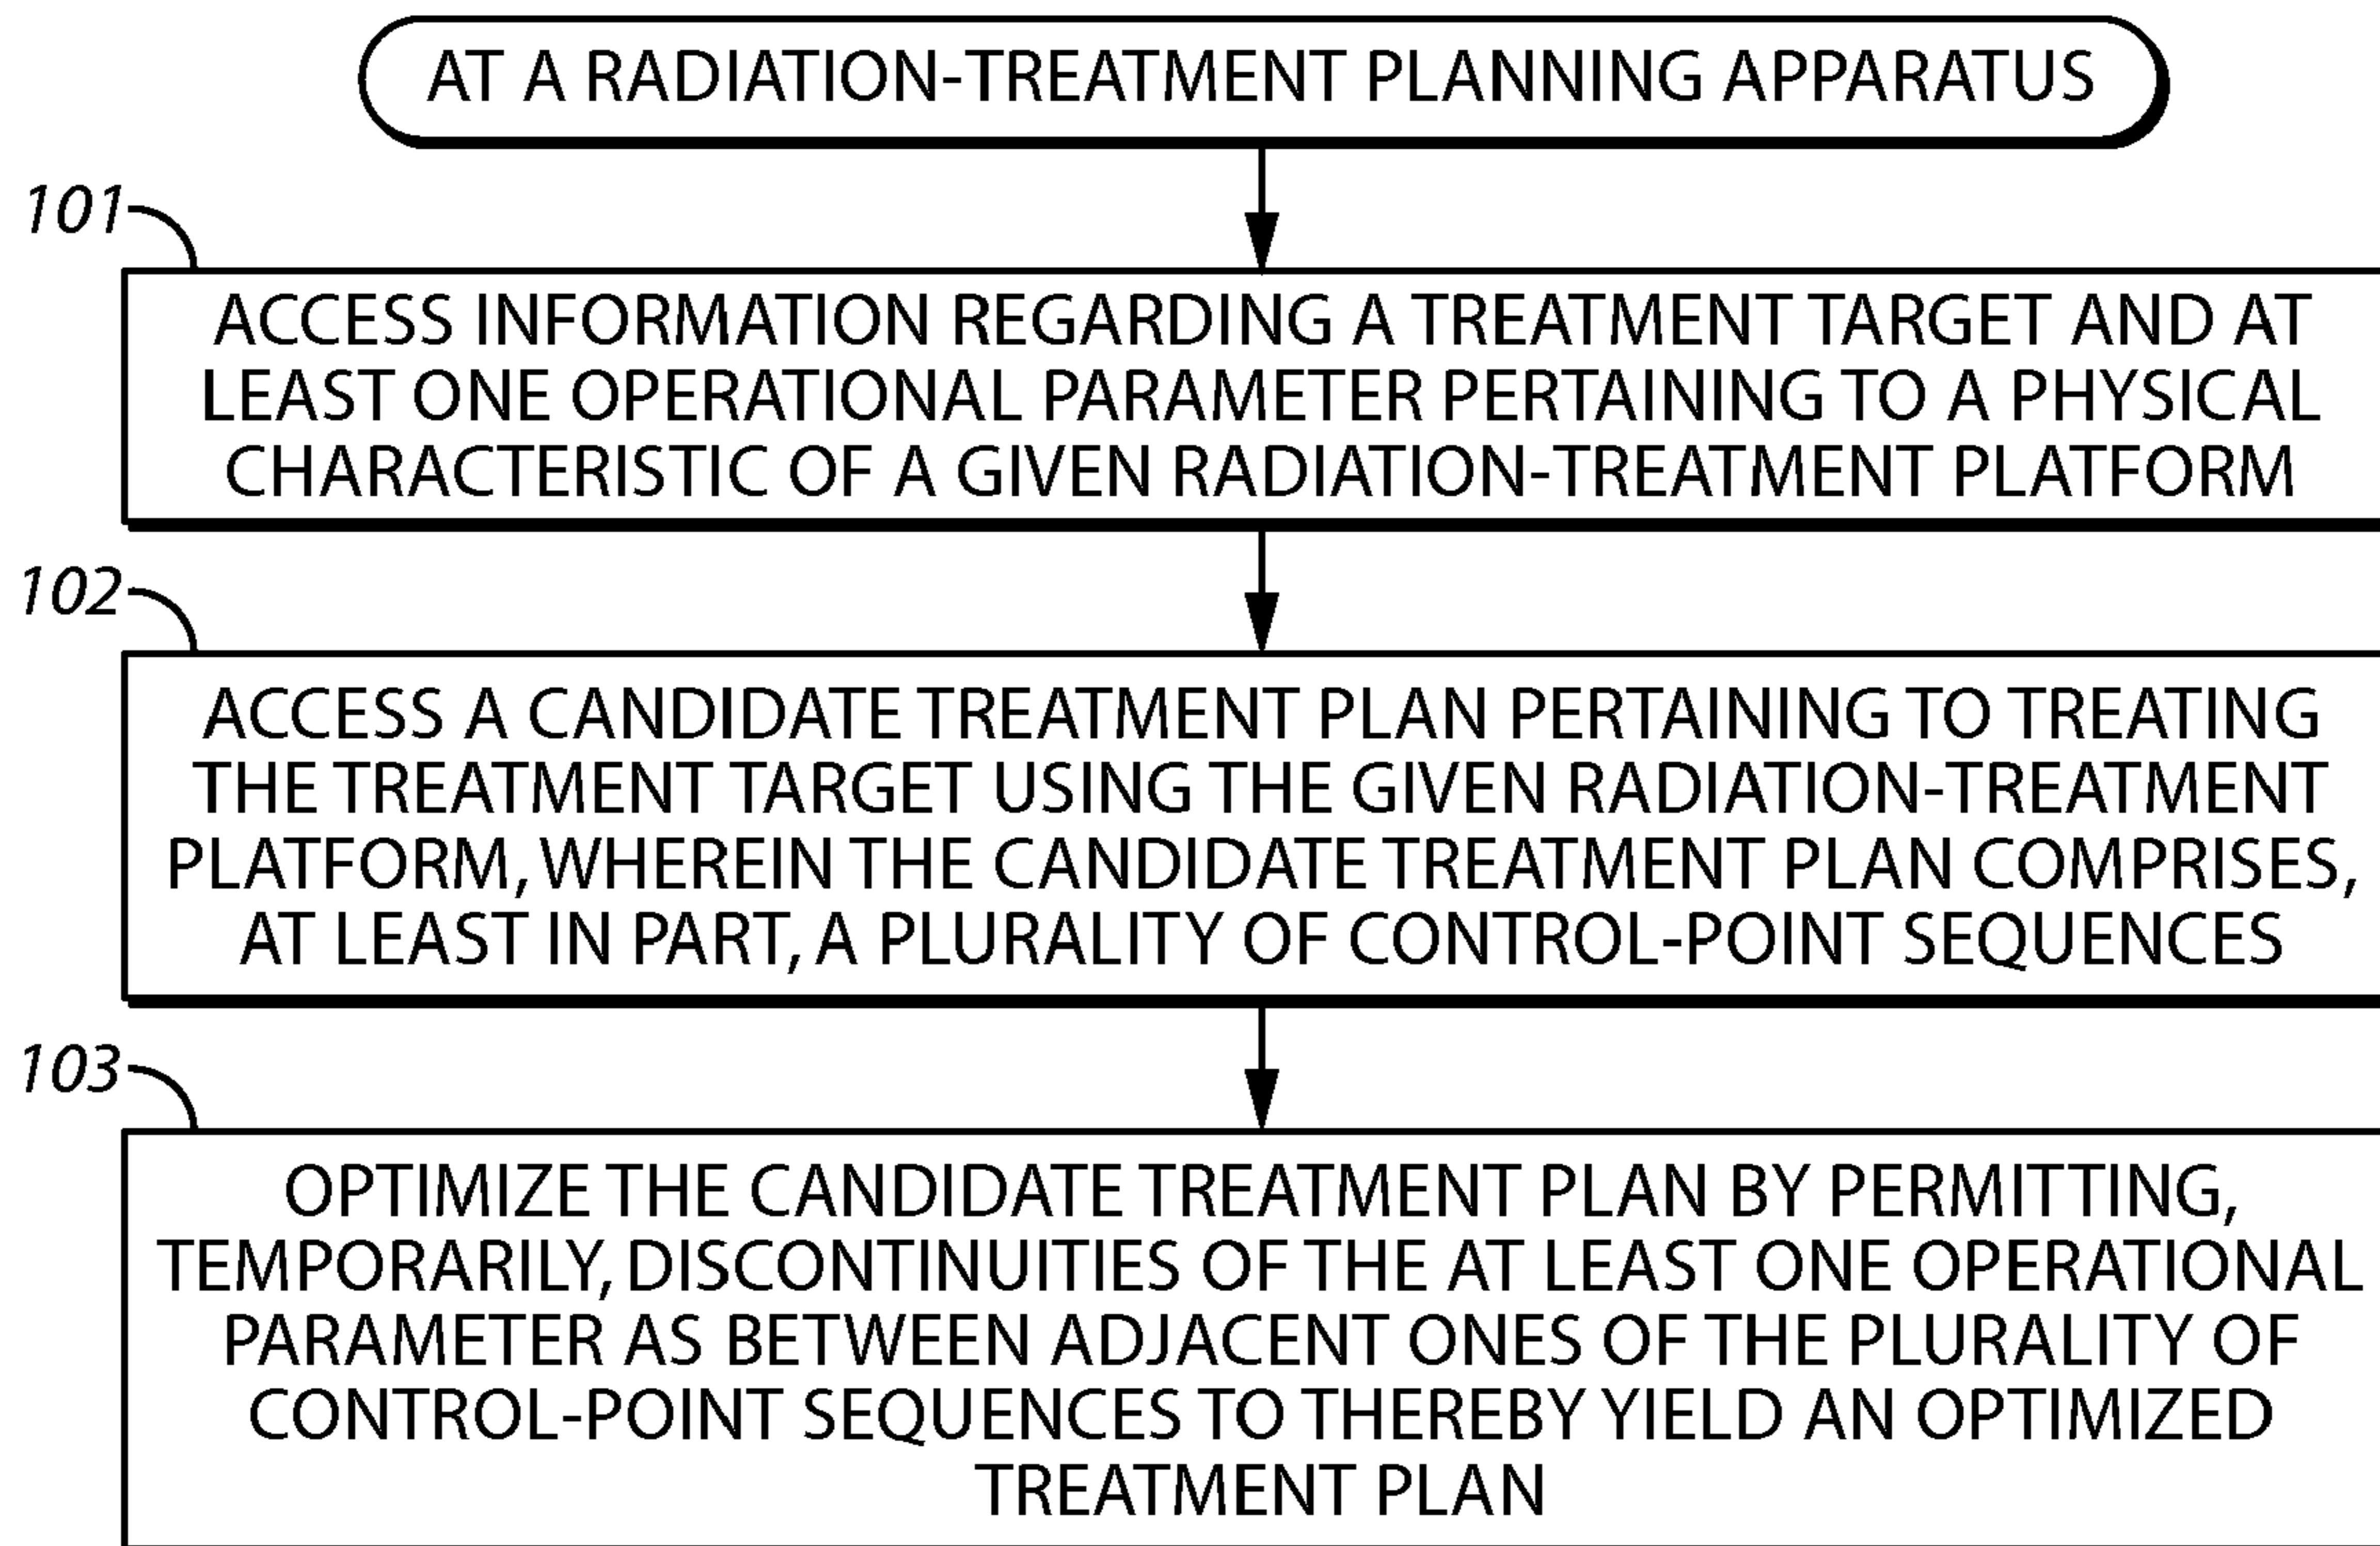 AT A RADIATION-TREATMENT PLANNING APPARATUS
101
ACCESS INFORMATION REGARDING A TREATMENT TARGET AND AT
LEAST ONE OPERATIONAL PARAMETER PERTAINING TO A PHYSICAL
CHARACTERISTIC OF A GIVEN RADIATION-TREATMENT PLATFORM
102
ACCESS A CANDIDATE TREATMENT PLAN PERTAINING TO TREATING
THE TREATMENT TARGET USING THE GIVEN RADIATION-TREATMENT
PLATFORM, WHEREIN THE CANDIDATE TREATMENT PLAN COMPRISES,
AT LEAST IN PART, A PLURALITY OF CONTROL-POINT SEQUENCES
103
OPTIMIZE THE CANDIDATE TREATMENT PLAN BY PERMITTING,
TEMPORARILY, DISCONTINUITIES OF THE AT LEAST ONE OPERATIONAL
PARAMETER AS BETWEEN ADJACENT ONES OF THE PLURALITY OF
CONTROL-POINT SEQUENCES TO THEREBY YIELD AN OPTIMIZED
TREATMENT PLAN